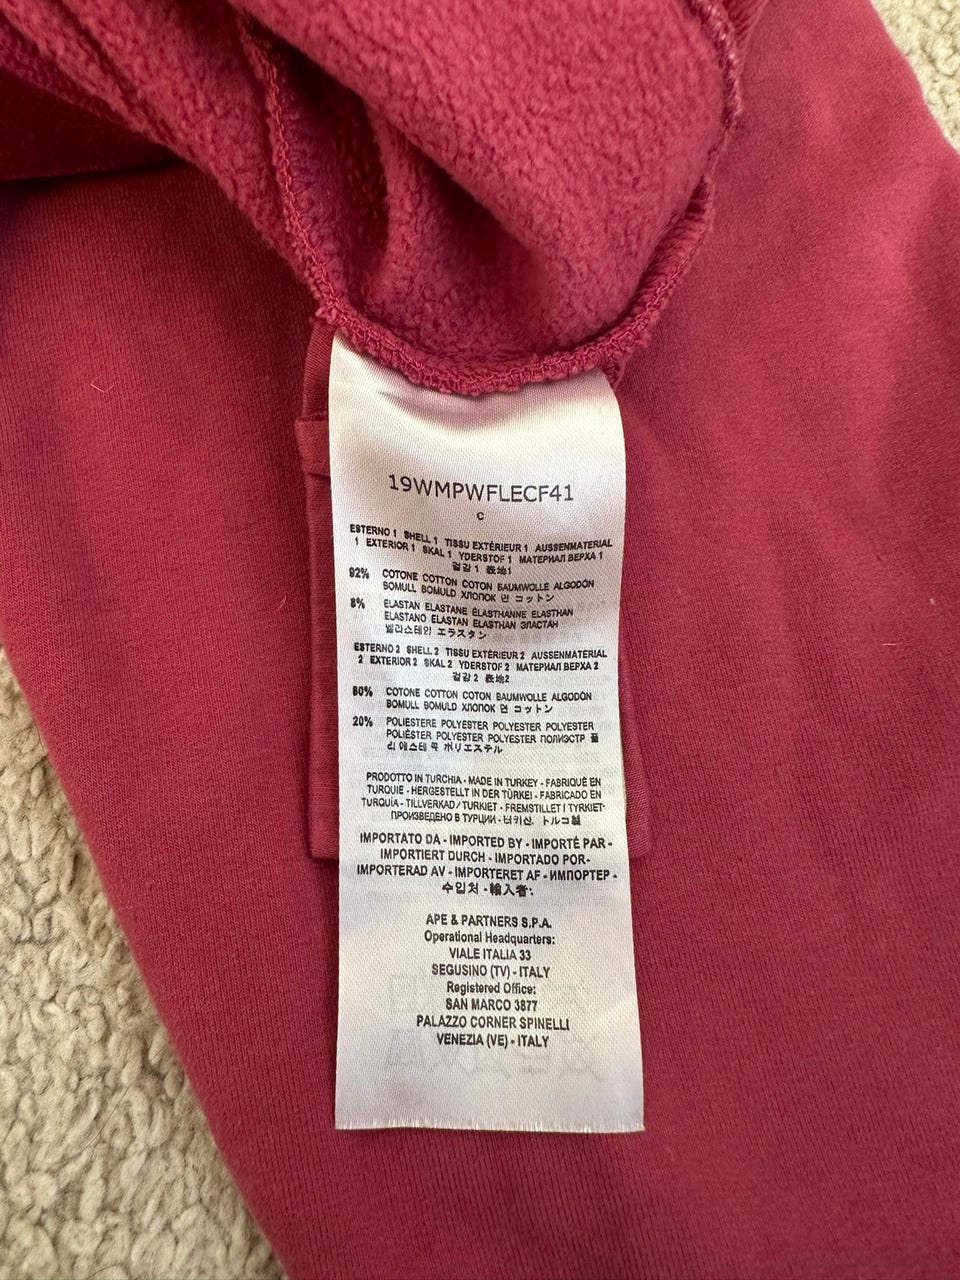 19WMPWFLECF41
C
ESTERNO 1 SHELL 1 TISSU EXTÉRIEUR 1 AUSSENMATERIAL
1 EXTERIOR 1 SKAL 1 YDERSTOF 1 МАТЕРИАЛ ВЕРХА 1
겉감 1 表地1
92% COTONE COTTON COTON BAUMWOLLE ALGODÓN
BOMULL BOMULD ХЛОПОК 면 コットン
8% ELASTAN ELASTANE ÉLASTHANNE ELASTHAN
ELASTANO ELASTAN ELASTHAN ЭЛАСТАН
엘라스테인 エラスタン
ESTERNO 2 SHELL 2 TISSU EXTÉRIEUR 2 AUSSENMATERIAL
2 EXTERIOR 2 SKAL 2 YDERSTOF 2 МАТЕРИАЛ ВЕРХА 2
겉감 2 表地2
80% COTONE COTTON COTON BAUMWOLLE ALGODÓN
BOMULL BOMULD ХЛОПОК 면 コットン
20% POLIESTERE POLYESTER POLYESTER POLYESTER
POLIÉSTER POLYESTER POLYESTER ПОЛИЭСТР 폴
리 에스테 르 ポリエステル
PRODOTTO IN TURCHIA - MADE IN TURKEY - FABRIQUÉ EN
TURQUIE - HERGESTELLT IN DER TÜRKEI - FABRICADO EN
TURQUÍA - TILLVERKAD / TURKIET - FREMSTILLET I TYRKIET-
ПРОИЗВЕДЕНО В ТУРЦИИ - 터키산. トルコ製
IMPORTATO DA - IMPORTED BY - IMPORTÉ PAR -
IMPORTIERT DURCH - IMPORTADO POR-
IMPORTERAD AV - IMPORTERET AF - ИМПОРТЕР -
수입처 - 輸入者:
APE & PARTNERS S.P.A.
Operational Headquarters:
VIALE ITALIA 33
SEGUSINO (TV) - ITALY
Registered Office:
SAN MARCO 3877
PALAZZO CORNER SPINELLI
VENEZIA (VE) - ITALY